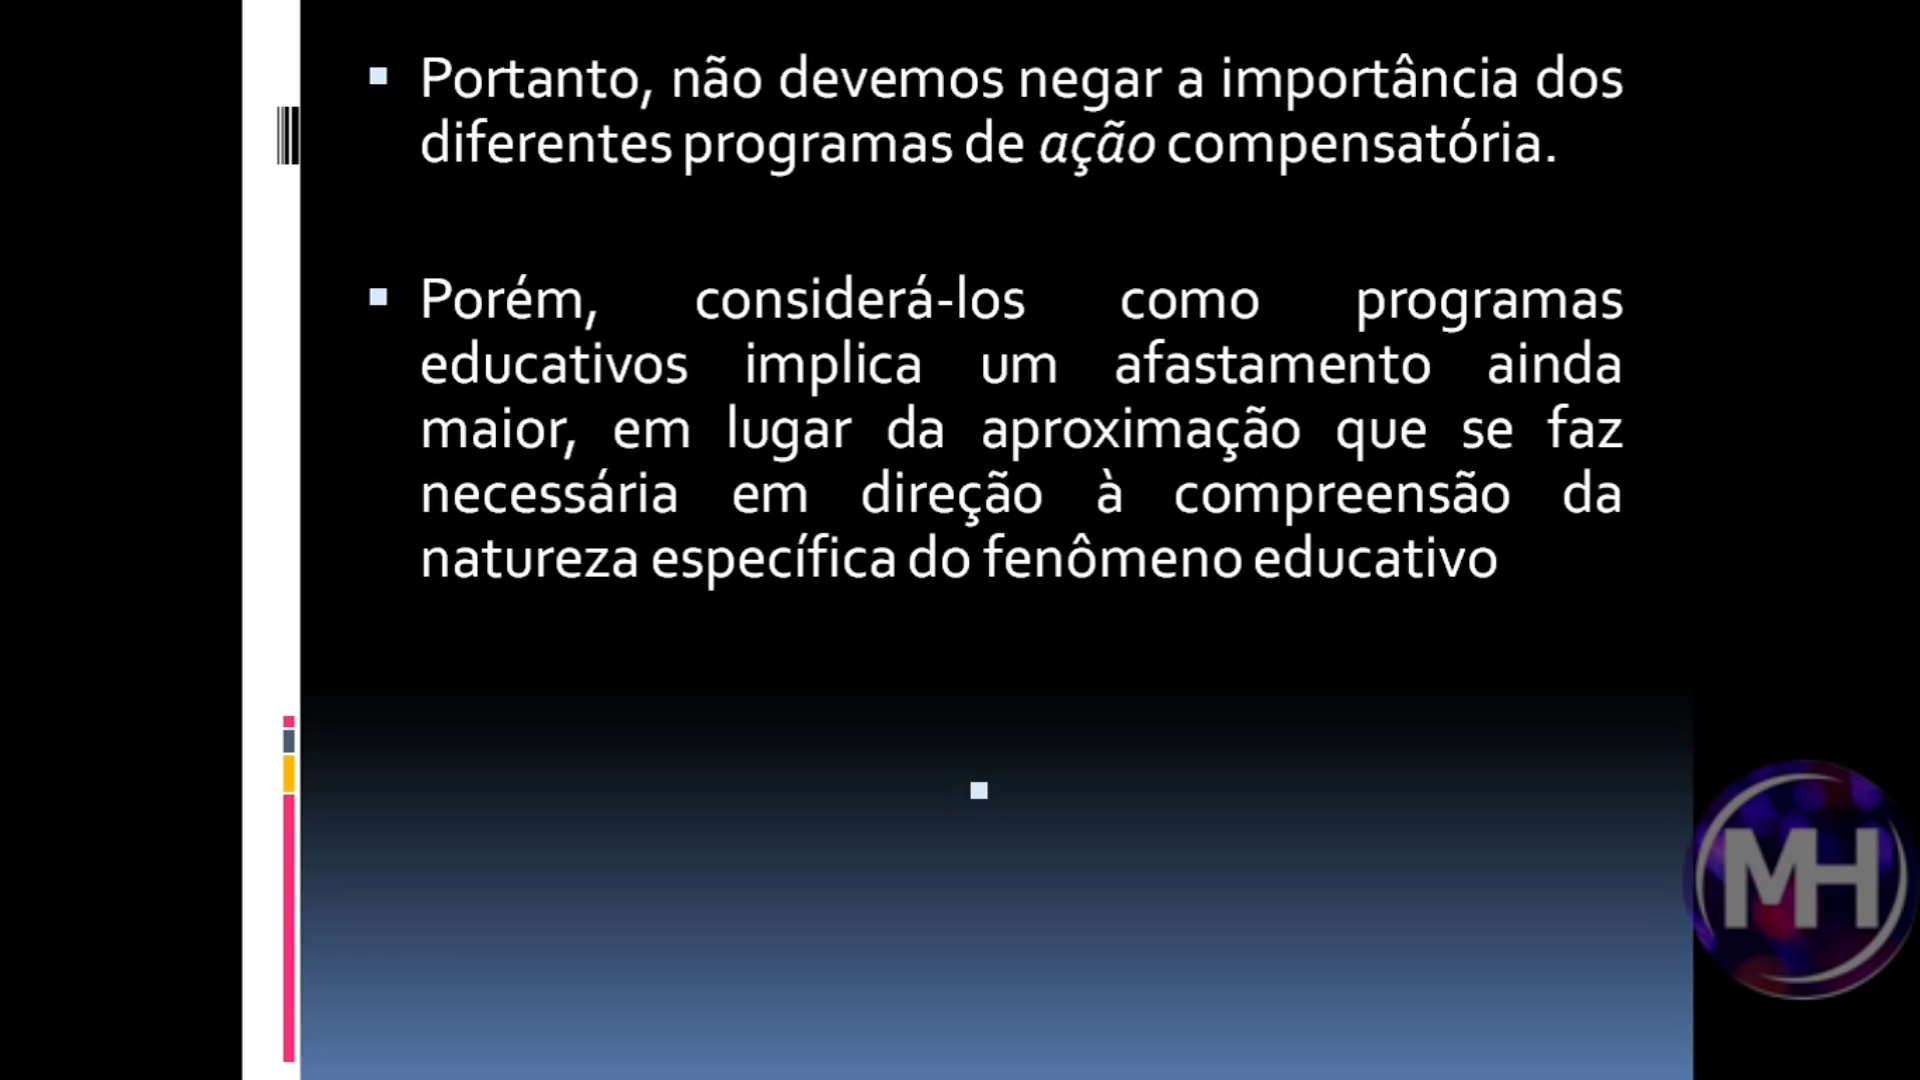 Portanto, não devemos negar a importância dos
diferentes programas de ação compensatória.
Porém, considerá-los como programas
educativos implica um afastamento ainda
maior, em lugar da aproximação que se faz
necessária em direção à compreensão da
natureza específica do fenômeno educativo
MH